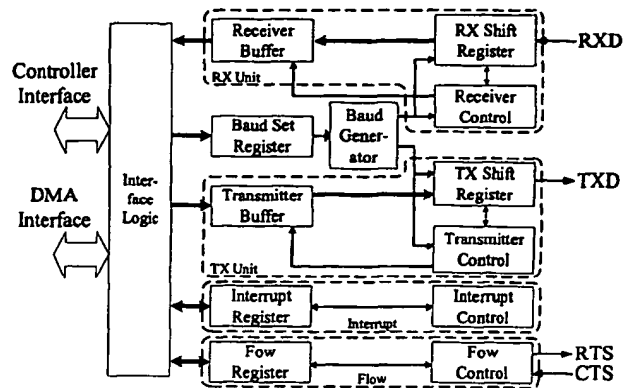 Receiver
Buffer
RX Shift
Register
RXD
RX Unit
Controller
Interface
Receiver
Control
Baud Set
Register
Baud
Gener-
ator
Inter-
face
Logic
DMA
Interface
Transmitter
Buffer
TX Shift
Register
TXD
Transmitter
Control
TX Unit
Interrupt
Register
Interrupt
Control
Interrupt
Fow
Register
Fow
Control
RTS
CTS
Flow